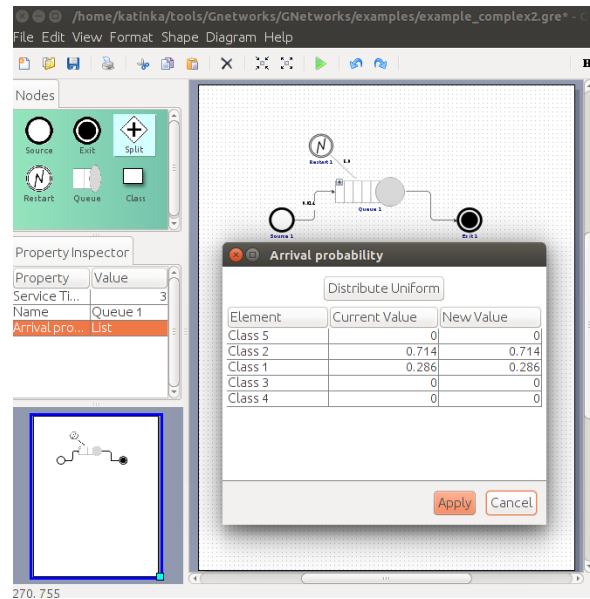 /home/katinka/tools/Gnetworks/GNetworks/examples/example_complex2.gre* -
File Edit View Format Shape Diagram Help
Nodes
Source Exit Split
Restart Queue Class
Property Inspector
Property Value
Service Ti... 3
Name Queue 1
Arrival pro... List
Restart 1
Queue 1
Source 1
Exit 1
Arrival probability
Distribute Uniform
Element Current Value New Value
Class 5 0 0
Class 2 0.714 0.714
Class 1 0.286 0.286
Class 3 0 0
Class 4 0 0
Apply Cancel
270, 755